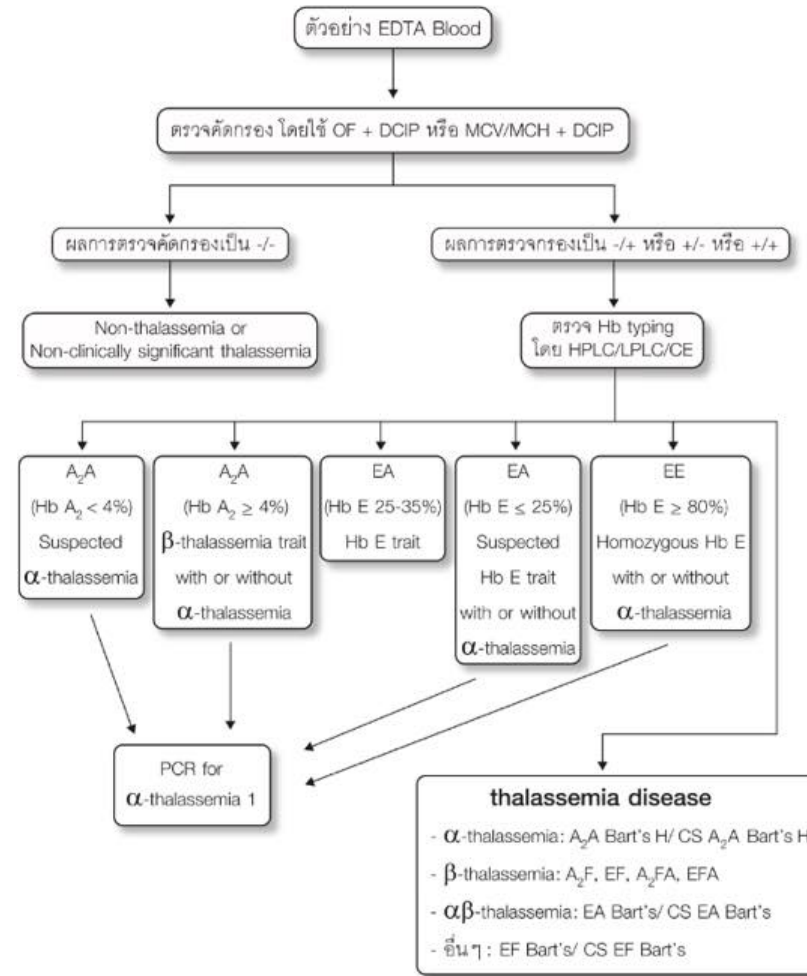 ตัวอย่าง EDTA Blood
ตรวจคัดกรอง โดยใช้ OF + DCIP หรือ MCV/MCH + DCIP
ผลการตรวจคัดกรองเป็น -/-
ผลการตรวจกรองเป็น -/+ หรือ +/- หรือ +/+
Non-thalassemia or
Non-clinically significant thalassemia
ตรวจ Hb typing
โดย HPLC/LPLC/CE
A₂A
(Hb A₂ < 4%)
Suspected
α-thalassemia
A₂A
(Hb A₂ ≥ 4%)
β-thalassemia trait
with or without
α-thalassemia
EA
(Hb E 25-35%)
Hb E trait
EA
(Hb E ≤ 25%)
Suspected
Hb E trait
with or without
α-thalassemia
EE
(Hb E ≥ 80%)
Homozygous Hb E
with or without
α-thalassemia
PCR for
α-thalassemia 1
thalassemia disease
- α-thalassemia: A₂A Bart's H/ CS A₂A Bart's H
- β-thalassemia: A₂F, EF, A₂FA, EFA
- αβ-thalassemia: EA Bart's/ CS EA Bart's
- อื่นๆ : EF Bart's/ CS EF Bart's